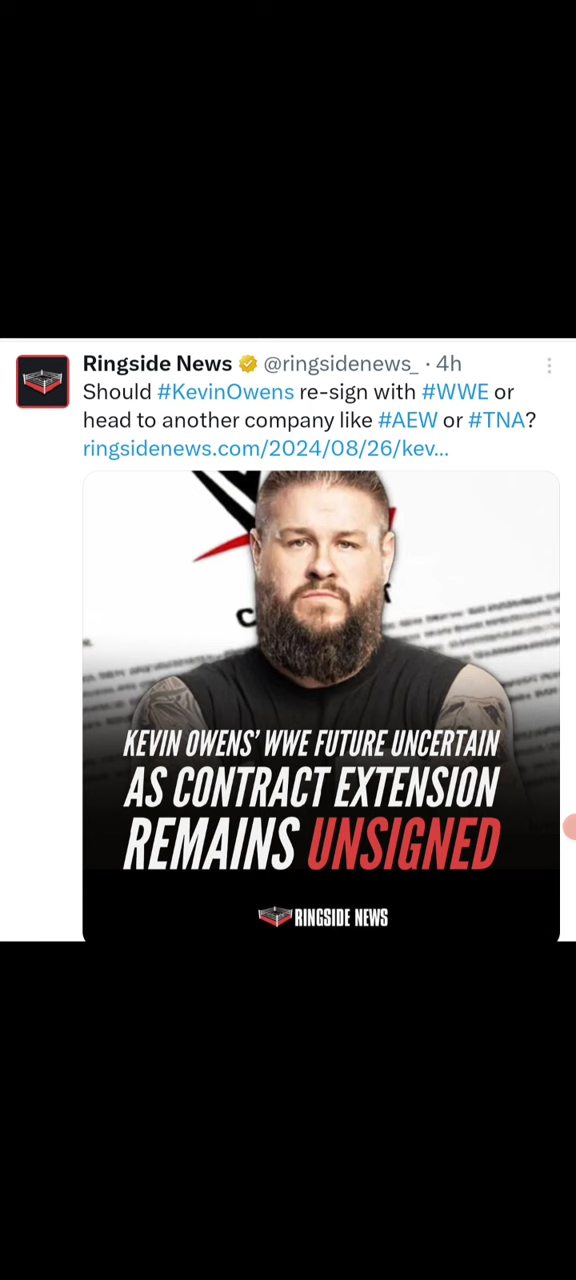 Ringside News @ringsidenews_ · 4h
Should #KevinOwens re-sign with #WWE or
head to another company like #AEW or #TNA?
ringsidenews.com/2024/08/26/kev...
KEVIN OWENS' WWE FUTURE UNCERTAIN
AS CONTRACT EXTENSION
REMAINS UNSIGNED
RINGSIDE NEWS